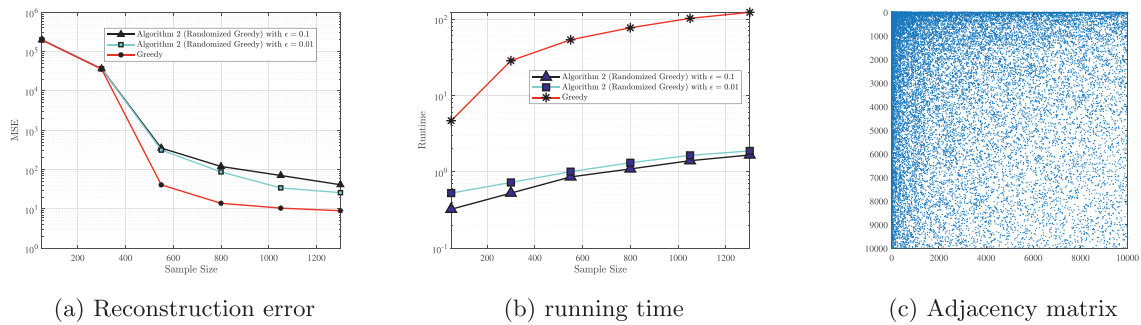 10^6
10^5
10^4
10^3
10^2
10^1
10^0
MSE
Algorithm 2 (Randomized Greedy) with ϵ = 0.1
Algorithm 2 (Randomized Greedy) with ϵ = 0.01
Greedy
200 400 600 800 1000 1200
Sample Size
(a) Reconstruction error
10^2
10^1
10^0
10^-1
Runtime
Algorithm 2 (Randomized Greedy) with ϵ = 0.1
Algorithm 2 (Randomized Greedy) with ϵ = 0.01
Greedy
200 400 600 800 1000 1200
Sample Size
(b) running time
0
1000
2000
3000
4000
5000
6000
7000
8000
9000
10000
0 2000 4000 6000 8000 10000
(c) Adjacency matrix